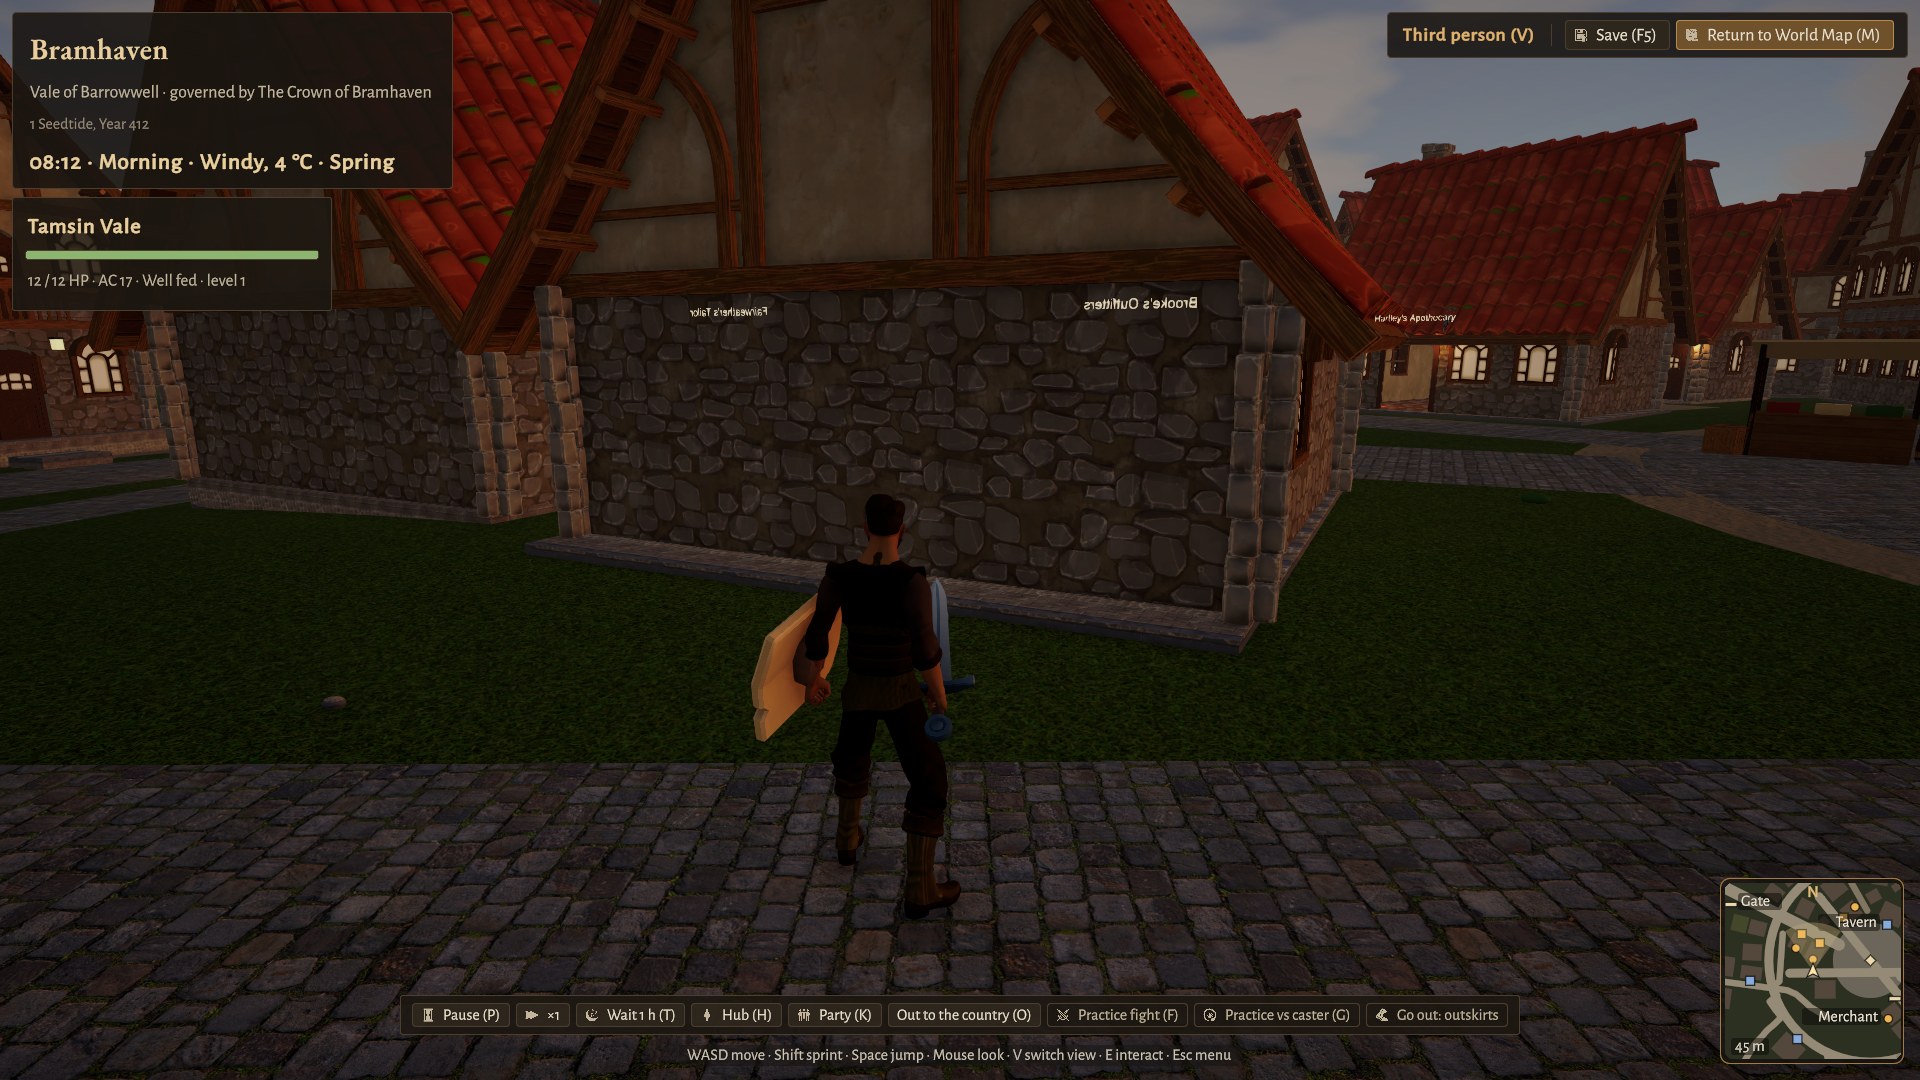 Bramhaven
Vale of Barrowwell · governed by The Crown of Bramhaven
1 Seedtide, Year 412
08:12 · Morning · Windy, 4 °C · Spring
Third person (V)
Save (F5)
Return to World Map (M)
Tamsin Vale
12 / 12 HP · AC 17 · Well fed · level 1
Fairweather's Tailor
Brooke's Outfitters
Hartley's Apothecary
N
Gate
Tavern
Merchant
45 m
Pause (P)
×1
Wait 1 h (T)
Hub (H)
Party (K)
Out to the country (O)
Practice fight (F)
Practice vs caster (G)
Go out: outskirts
WASD move · Shift sprint · Space jump · Mouse look · V switch view · E interact · Esc menu